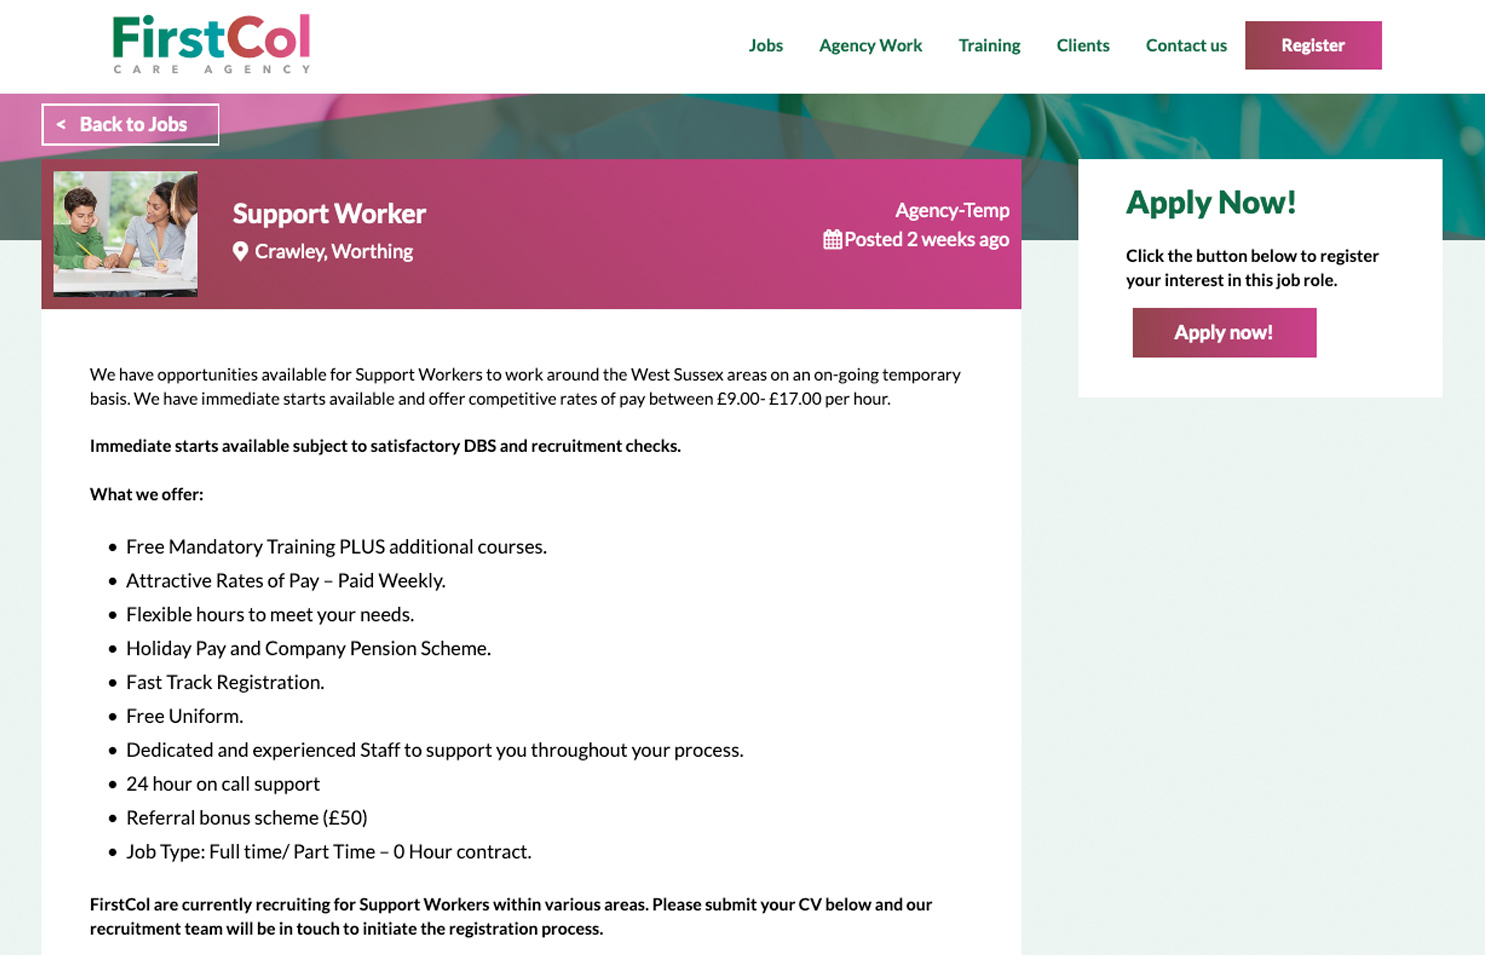 FirstCol
CARE AGENCY
Jobs
Agency Work
Training
Clients
Contact us
Register
< Back to Jobs
Support Worker
Crawley, Worthing
Agency-Temp
Posted 2 weeks ago
Apply Now!
Click the button below to register
your interest in this job role.
Apply now!
We have opportunities available for Support Workers to work around the West Sussex areas on an on-going temporary
basis. We have immediate starts available and offer competitive rates of pay between £9.00- £17.00 per hour.
Immediate starts available subject to satisfactory DBS and recruitment checks.
What we offer:
• Free Mandatory Training PLUS additional courses.
• Attractive Rates of Pay – Paid Weekly.
• Flexible hours to meet your needs.
• Holiday Pay and Company Pension Scheme.
• Fast Track Registration.
• Free Uniform.
• Dedicated and experienced Staff to support you throughout your process.
• 24 hour on call support
• Referral bonus scheme (£50)
• Job Type: Full time/ Part Time – 0 Hour contract.
FirstCol are currently recruiting for Support Workers within various areas. Please submit your CV below and our
recruitment team will be in touch to initiate the registration process.